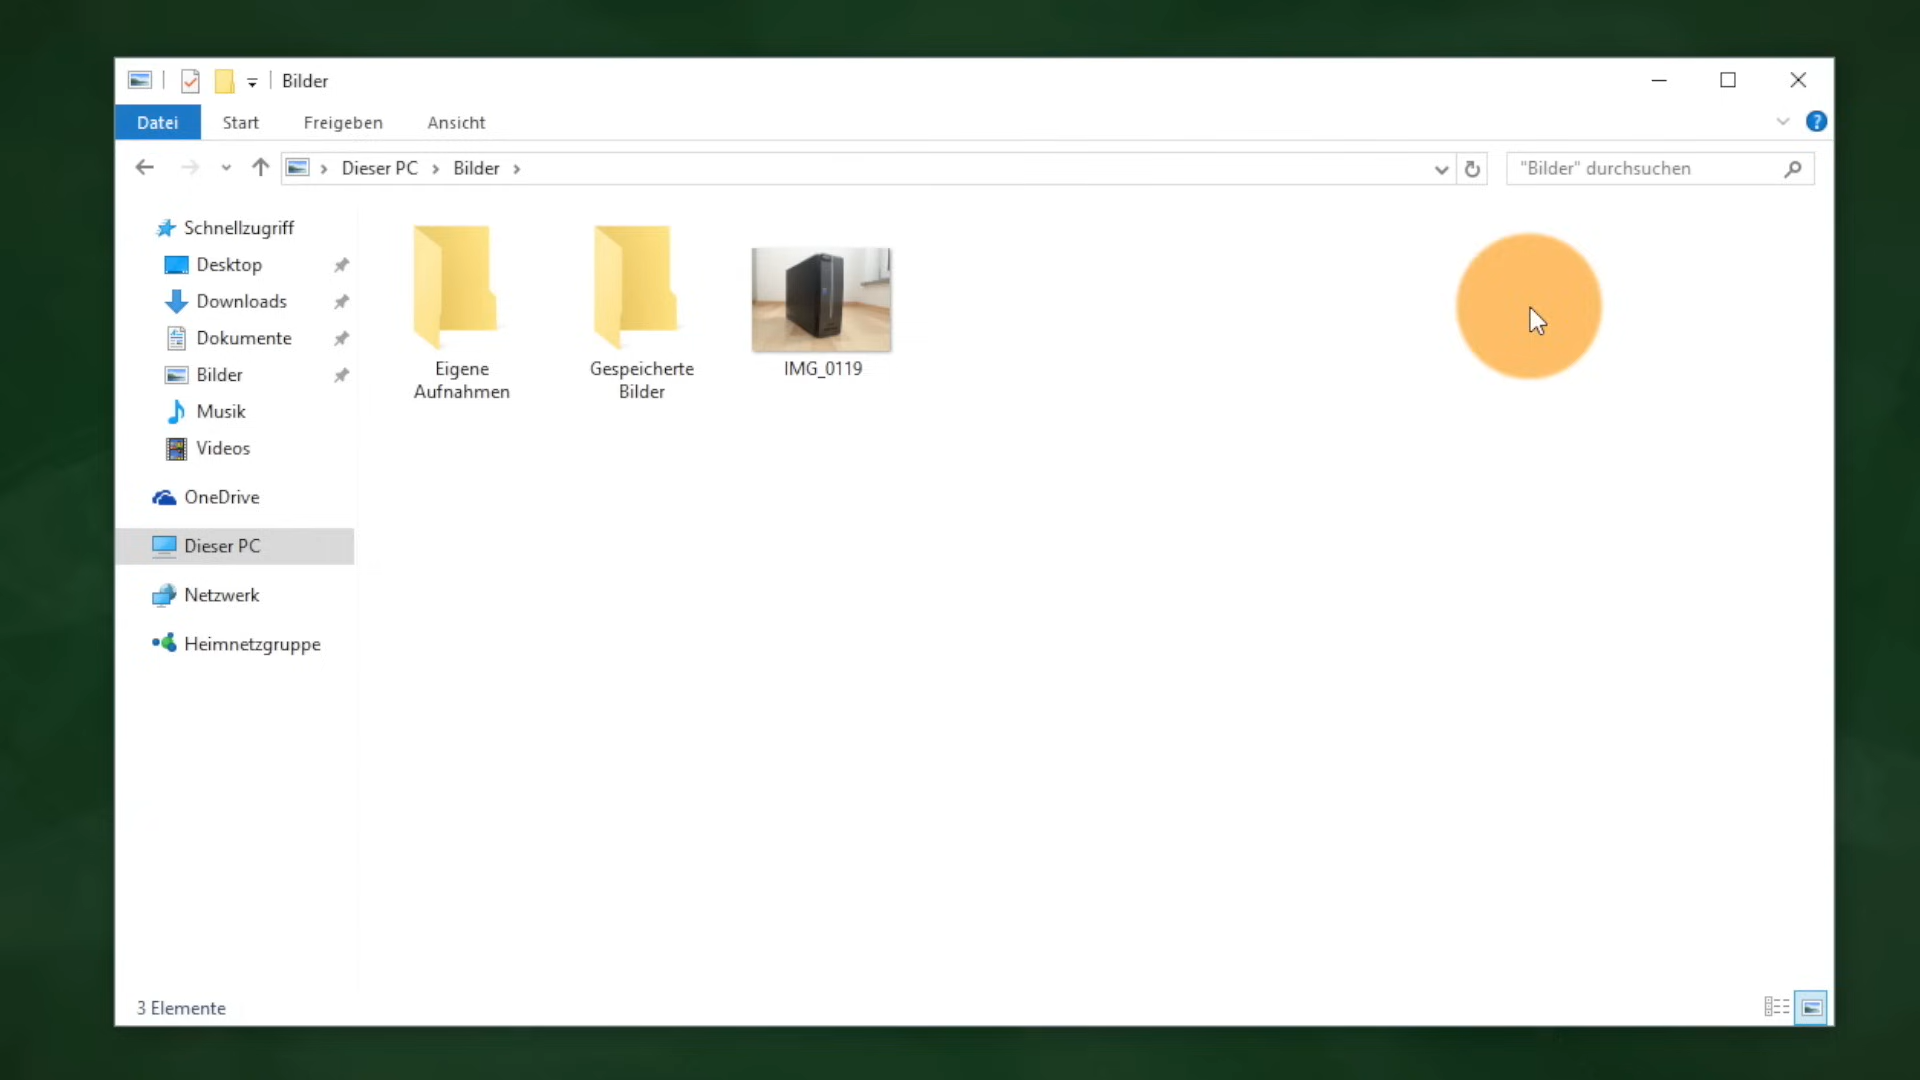 Bilder
Datei Start Freigeben Ansicht ?
Dieser PC Bilder "Bilder" durchsuchen
Schnellzugriff
Desktop
Downloads
Dokumente
Bilder
Musik
Videos
OneDrive
Dieser PC
Netzwerk
Heimnetzgruppe
Eigene
Aufnahmen
Gespeicherte
Bilder
IMG_0119
3 Elemente